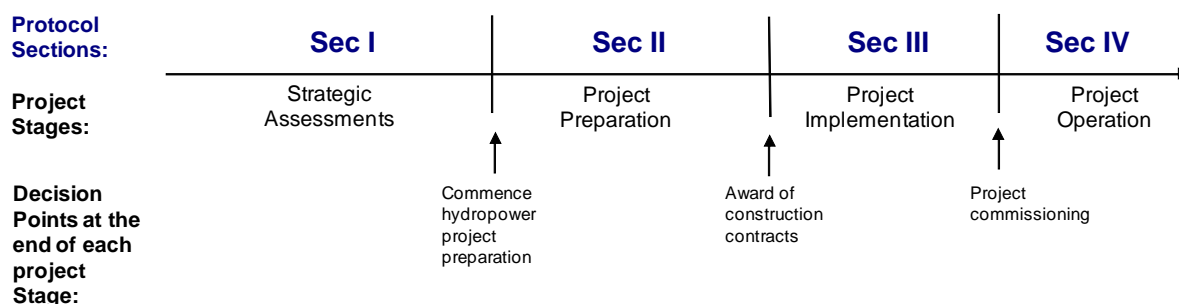 Protocol
Sections:
Sec I
Sec II
Sec III
Sec IV
Project
Stages:
Strategic
Assessments
Project
Preparation
Project
Implementation
Project
Operation
Decision
Points at the
end of each
project
Stage:
Commence
hydropower
project
preparation
Award of
construction
contracts
Project
commissioning